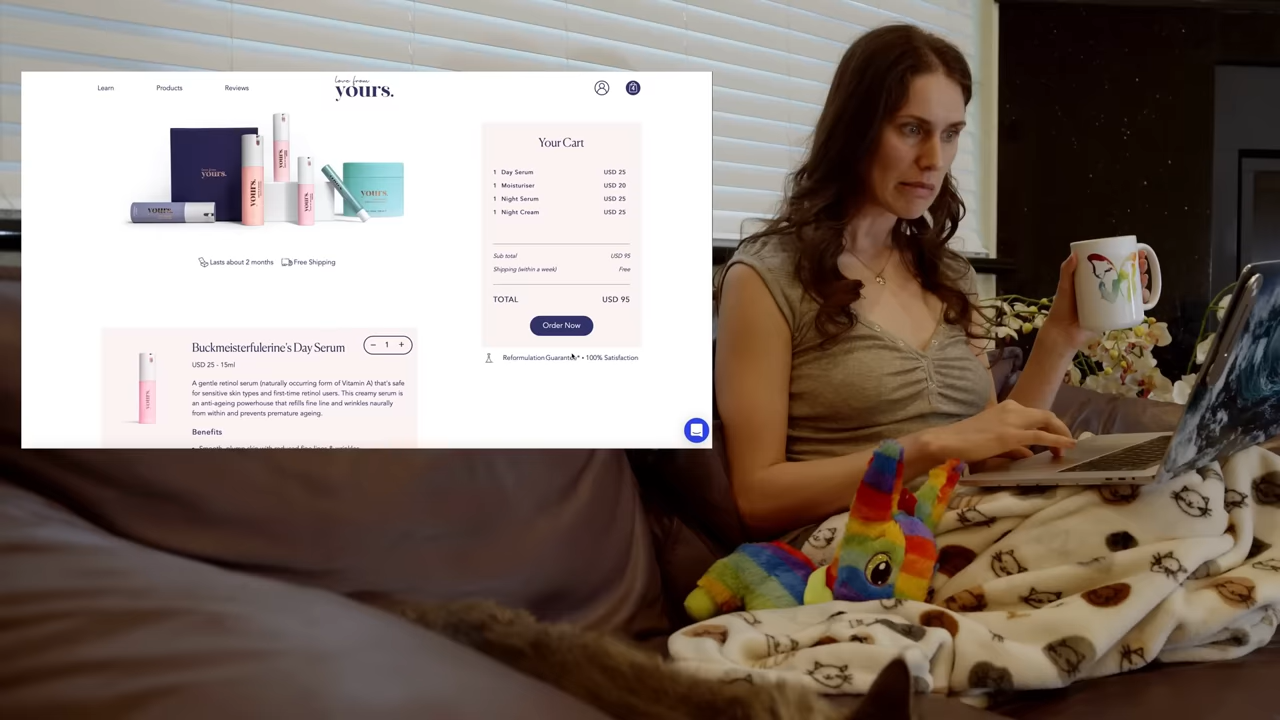 Learn
Products
Reviews
love from
yours.
4
Your Cart
1 Day Serum USD 25
1 Moisturiser USD 20
1 Night Serum USD 25
1 Night Cream USD 25
Sub total USD 95
Shipping (within a week) Free
TOTAL USD 95
Order Now
Reformulation Guarantee* • 100% Satisfaction
yours.
yours.
yours.
yours.
yours.
yours.
Lasts about 2 months
Free Shipping
Buckmeisterfulerine's Day Serum
− 1 +
USD 25 - 15ml
A gentle retinol serum (naturally occurring form of Vitamin A) that's safe
for sensitive skin types and first-time retinol users. This creamy serum is
an anti-ageing powerhouse that refills fine line and wrinkles naurally
from within and prevents premature ageing.
Benefits